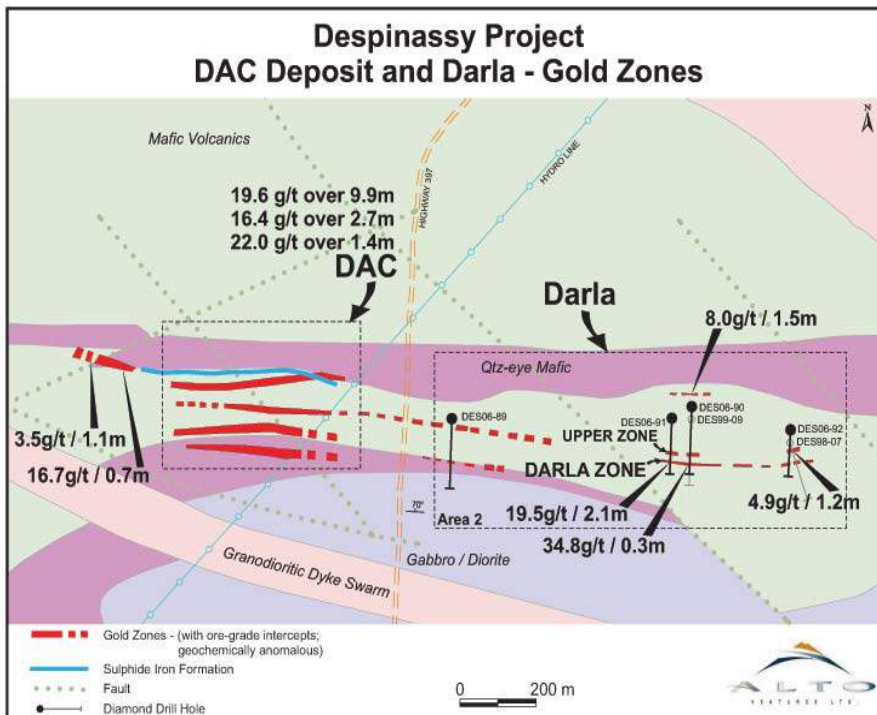 Despinassy Project
DAC Deposit and Darla - Gold Zones
N
Mafic Volcanics
HIGHWAY 397
HYDRO LINE
19.6 g/t over 9.9m
16.4 g/t over 2.7m
22.0 g/t over 1.4m
DAC
Darla
8.0g/t / 1.5m
Qtz-eye Mafic
DES06-89
DES06-91
DES06-90
DES99-09
DES06-92
DES98-07
UPPER ZONE
DARLA ZONE
3.5g/t / 1.1m
16.7g/t / 0.7m
4.9g/t / 1.2m
70°
Area 2
19.5g/t / 2.1m
34.8g/t / 0.3m
Gabbro / Diorite
Granodioritic Dyke Swarm
Gold Zones - (with ore-grade intercepts;
geochemically anomalous)
Sulphide Iron Formation
Fault
Diamond Drill Hole
0 200 m
ALTO
VENTURES LTD.